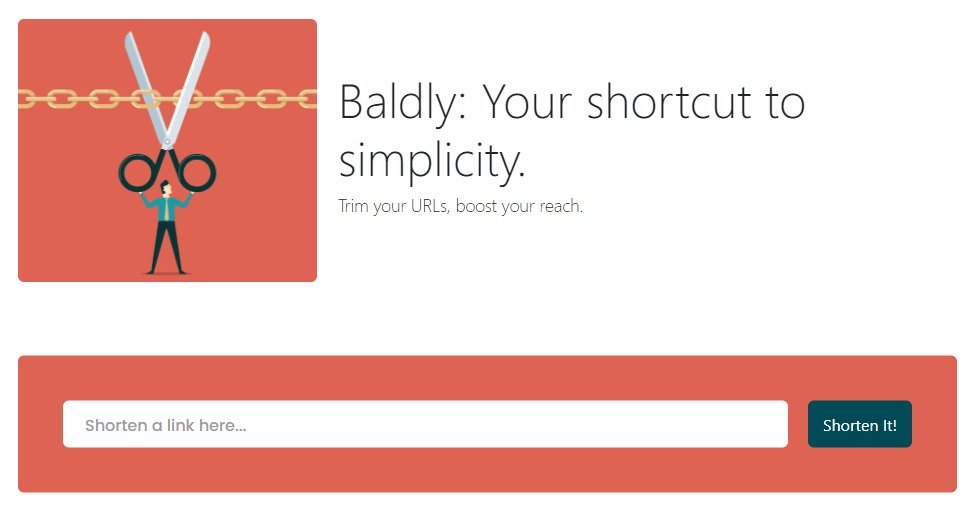 Baldly: Your shortcut to
simplicity.
Trim your URLs, boost your reach.
Shorten a link here...
Shorten It!